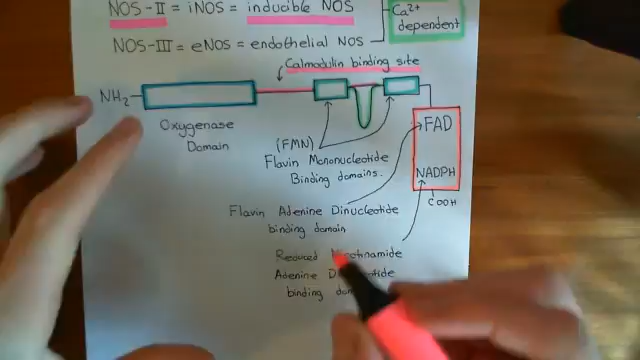 NOS-II = iNOS = inducible NOS
Ca2+
dependent
NOS-III = eNOS = endothelial NOS
Calmodulin binding site
NH2
Oxygenase
Domain
(FMN)
Flavin Mononucleotide
Binding domains.
FAD
NADPH
COOH
Flavin Adenine Dinucleotide
binding domain
Reduced
Adenine
binding